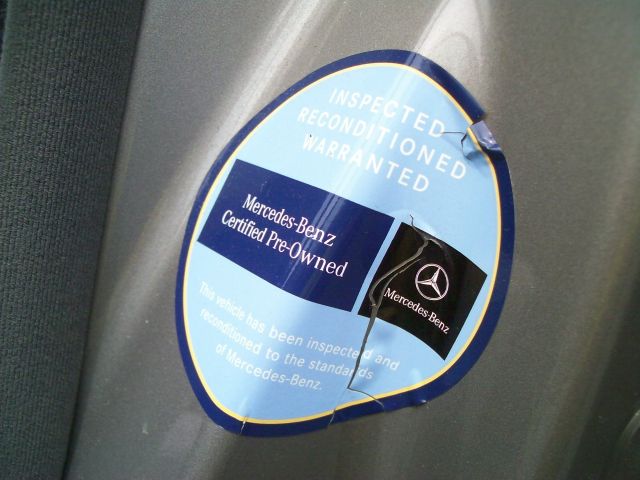 INSPECTED
RECONDITIONED
WARRANTED
Mercedes-Benz
Certified Pre-Owned
Mercedes-Benz
This vehicle has been inspected and
reconditioned to the standards
of Mercedes-Benz.